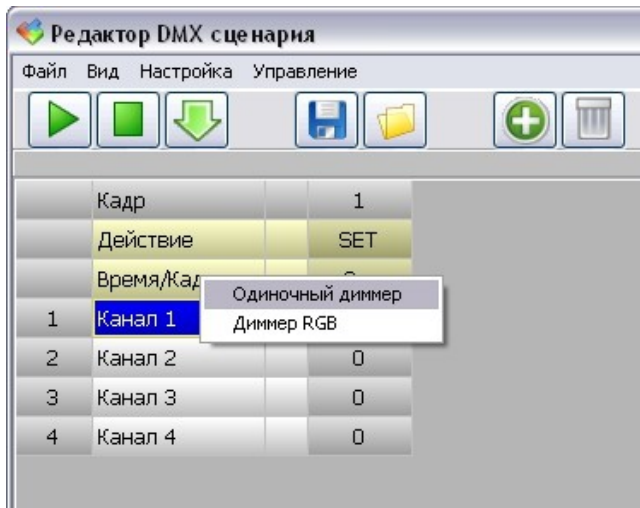 Редактор DMX сценария
Файл Вид Настройка Управление
Кадр 1
Действие SET
Время/Кад
Одиночный диммер
1 Канал 1
Диммер RGB
2 Канал 2 0
3 Канал 3 0
4 Канал 4 0